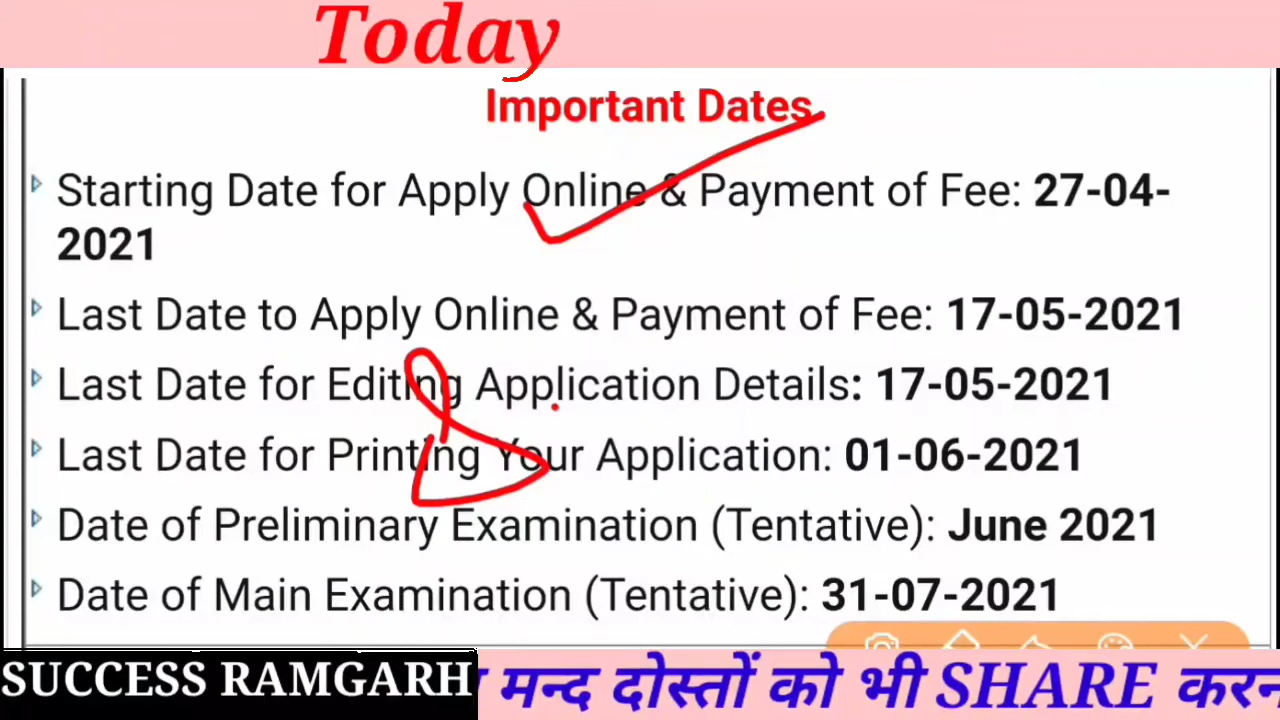 Today
Important Dates
Starting Date for Apply Online & Payment of Fee: 27-04-
2021
Last Date to Apply Online & Payment of Fee: 17-05-2021
Last Date for Editing Application Details: 17-05-2021
Last Date for Printing Your Application: 01-06-2021
Date of Preliminary Examination (Tentative): June 2021
Date of Main Examination (Tentative): 31-07-2021
SUCCESS RAMGARH
मन्द दोस्तों को भी SHARE